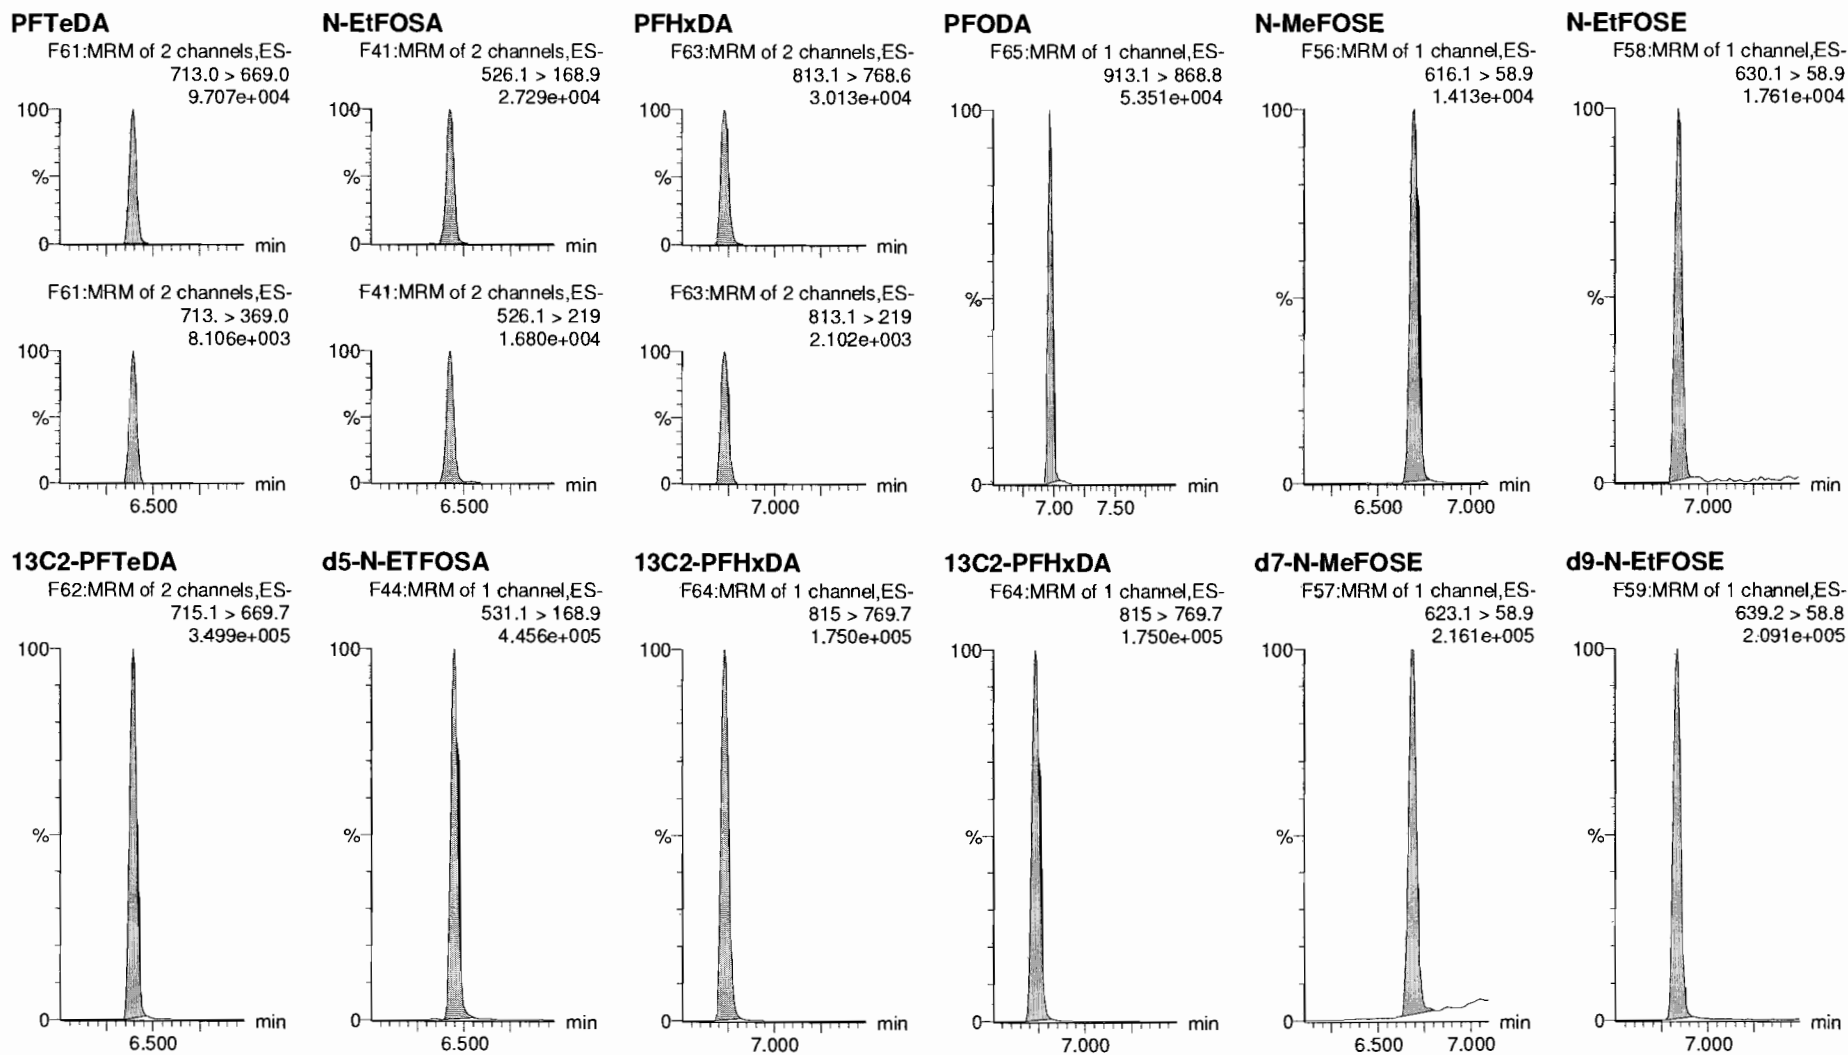 PFTeDA
F61:MRM of 2 channels,ES-
713.0 > 669.0
9.707e+004
100
%
0
min
F61:MRM of 2 channels,ES-
713. > 369.0
8.106e+003
100
%
0
min
6.500
N-EtFOSA
F41:MRM of 2 channels,ES-
526.1 > 168.9
2.729e+004
100
%
0
min
F41:MRM of 2 channels,ES-
526.1 > 219
1.680e+004
100
%
0
min
6.500
PFHxDA
F63:MRM of 2 channels,ES-
813.1 > 768.6
3.013e+004
100
%
0
min
F63:MRM of 2 channels,ES-
813.1 > 219
2.102e+003
100
%
0
min
7.000
PFODA
F65:MRM of 1 channel,ES-
913.1 > 868.8
5.351e+004
100
%
0
min
7.00 7.50
N-MeFOSE
F56:MRM of 1 channel,ES-
616.1 > 58.9
1.413e+004
100
%
0
min
6.500 7.000
N-EtFOSE
F58:MRM of 1 channel,ES-
630.1 > 58.9
1.761e+004
100
%
0
min
7.000
13C2-PFTeDA
F62:MRM of 2 channels,ES-
715.1 > 669.7
3.499e+005
100
%
0
min
6.500
d5-N-ETFOSA
F44:MRM of 1 channel,ES-
531.1 > 168.9
4.456e+005
100
%
0
min
6.500
13C2-PFHxDA
F64:MRM of 1 channel,ES-
815 > 769.7
1.750e+005
100
%
0
min
7.000
13C2-PFHxDA
F64:MRM of 1 channel,ES-
815 > 769.7
1.750e+005
100
%
0
min
7.000
d7-N-MeFOSE
F57:MRM of 1 channel,ES-
623.1 > 58.9
2.161e+005
100
%
0
min
6.500 7.000
d9-N-EtFOSE
F59:MRM of 1 channel,ES-
639.2 > 58.8
2.091e+005
100
%
0
min
7.000